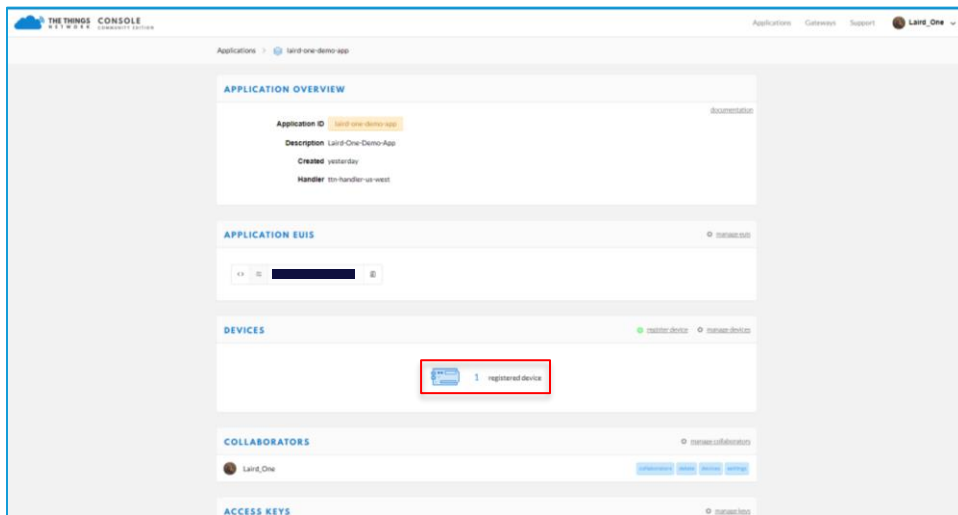 THE THINGS NETWORK CONSOLE COMMUNITY EDITION
Applications Gateways Support Laird_One
Applications > laird-one-demo-app
APPLICATION OVERVIEW
documentation
Application ID laird-one-demo-app
Description Laird-One-Demo-App
Created yesterday
Handler ttn-handler-us-west
APPLICATION EUIS
manage euis
DEVICES
register device manage devices
1 registered device
COLLABORATORS
manage collaborators
Laird_One
collaborators delete devices settings
ACCESS KEYS
manage keys